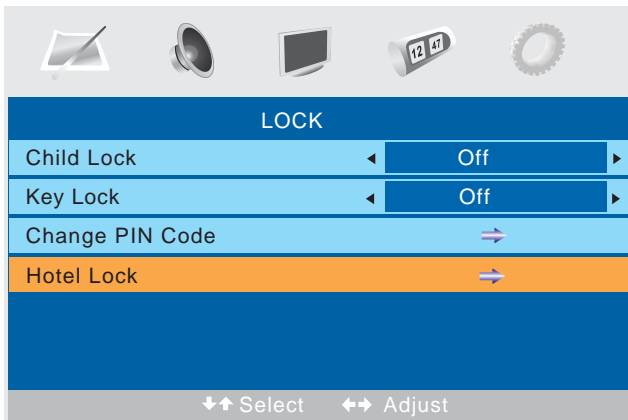 12 47
LOCK
Child Lock Off
Key Lock Off
Change PIN Code
Hotel Lock
Select Adjust